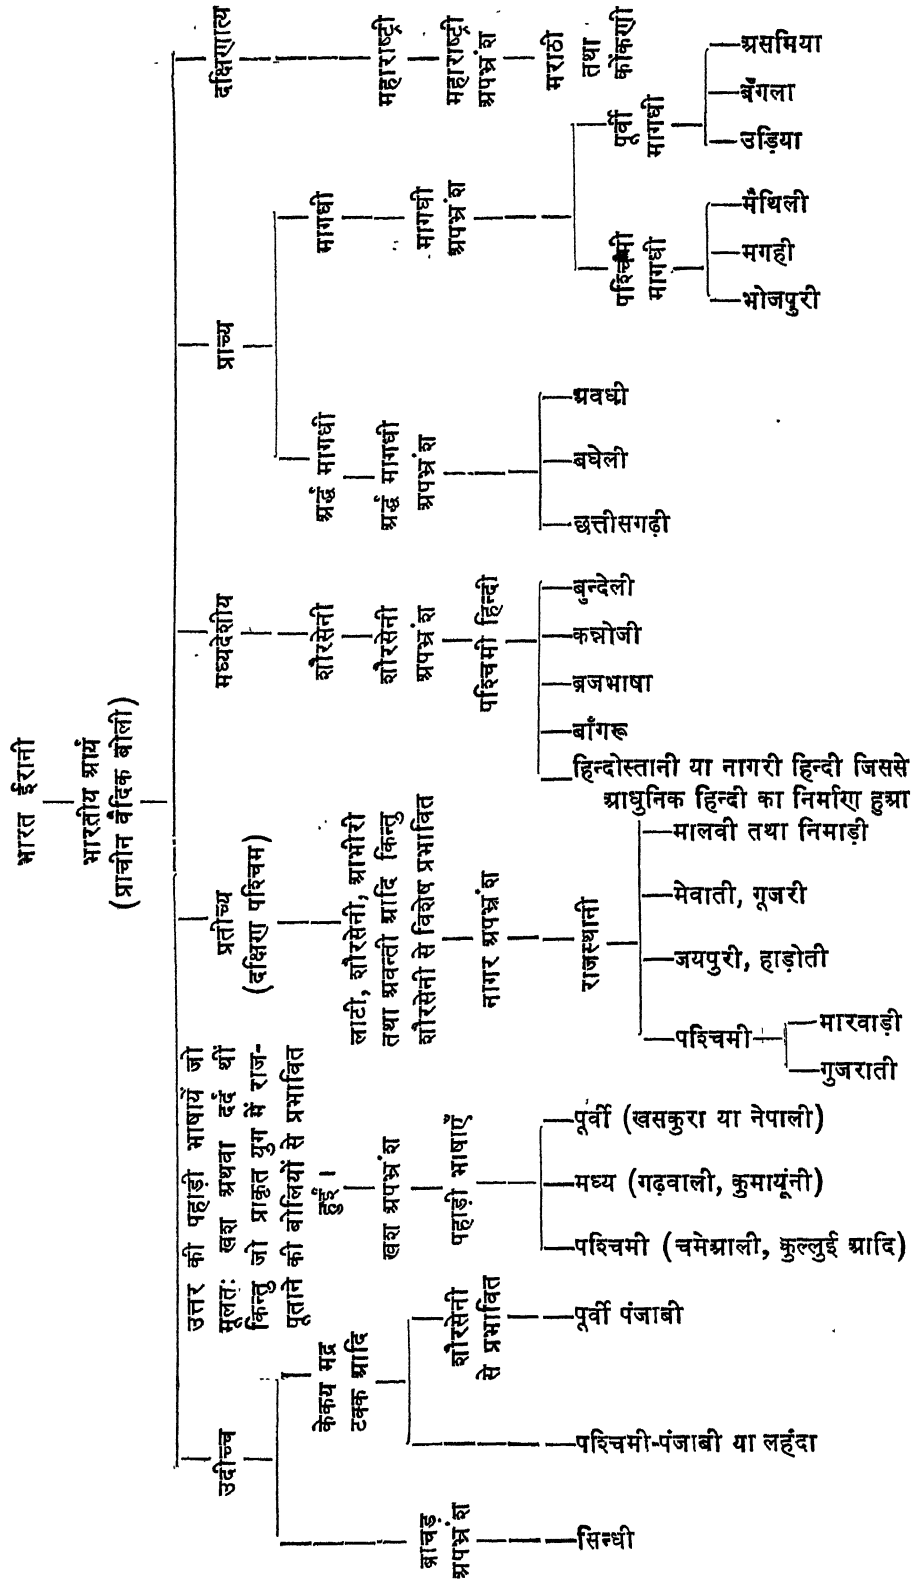 भारत ईरानी
भारतीय आर्य
(प्राचीन वैदिक बोली)
उदीच्य
ब्राचड़
अपभ्रंश
सिन्धी
केकय मद्र
टक्क आदि
पश्चिमी-पंजाबी या लहंदा
शौरसेनी
से प्रभावित
पूर्वी पंजाबी
उत्तर की पहाड़ी भाषायें जो
मूलतः खश अथवा दर्द थीं
किन्तु जो प्राकृत युग में राज-
पूताने की बोलियों से प्रभावित
हुईं ।
खश अपभ्रंश
पहाड़ी भाषाएँ
पूर्वी (खसकुरा या नेपाली)
मध्य (गढ़वाली, कुमायूंनी)
पश्चिमी (चमेआली, कुल्लुई आदि)
प्रतीच्य
(दक्षिण पश्चिम)
लाटी, शौरसेनी, आभीरी
तथा अवन्ती आदि किन्तु
शौरसेनी से विशेष प्रभावित
नागर अपभ्रंश
राजस्थानी
मालवी तथा निमाड़ी
मेवाती, गूजरी
जयपुरी, हाड़ोती
पश्चिमी
मारवाड़ी
गुजराती
मध्यदेशीय
शौरसेनी
शौरसेनी
अपभ्रंश
पश्चिमी हिन्दी
बुन्देली
कन्नोजी
ब्रजभाषा
बाँगरू
हिन्दोस्तानी या नागरी हिन्दी जिससे
आधुनिक हिन्दी का निर्माण हुआ
प्राच्य
अर्द्ध मागधी
अर्द्ध मागधी
अपभ्रंश
अवधी
बघेली
छत्तीसगढ़ी
मागधी
मागधी
अपभ्रंश
पश्चिमी
मागधी
मैथिली
मगही
भोजपुरी
पूर्वी
मागधी
असमिया
बँगला
उड़िया
दक्षिणात्य
महाराष्ट्री
महाराष्ट्री
अपभ्रंश
मराठी
तथा
कोंकणी